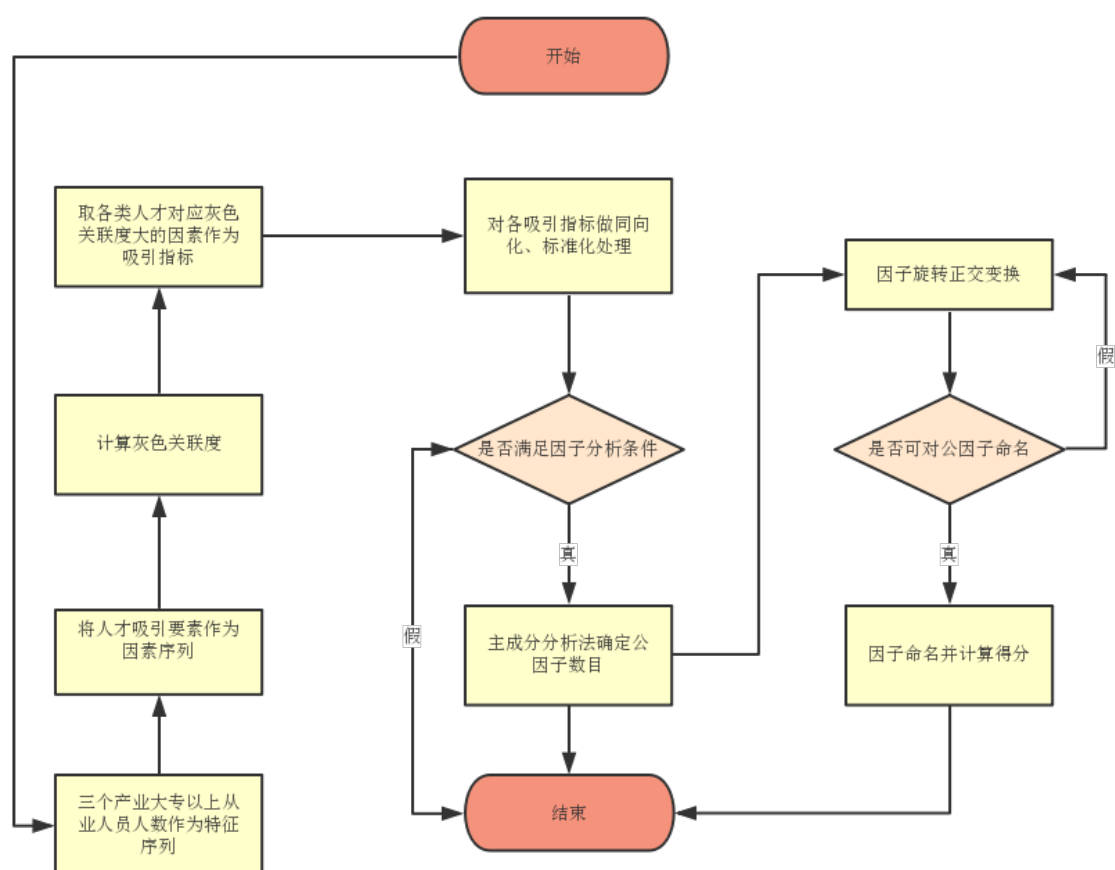 开始
取各类人才对应灰色
关联度大的因素作为
吸引指标
对各吸引指标做同向
化、标准化处理
因子旋转正交变换
假
计算灰色关联度
是否满足因子分析条件
是否可对公因子命名
真
真
将人才吸引要素作为
因素序列
假
主成分分析法确定公
因子数目
因子命名并计算得分
三个产业大专以上从
业人员人数作为特征
序列
结束